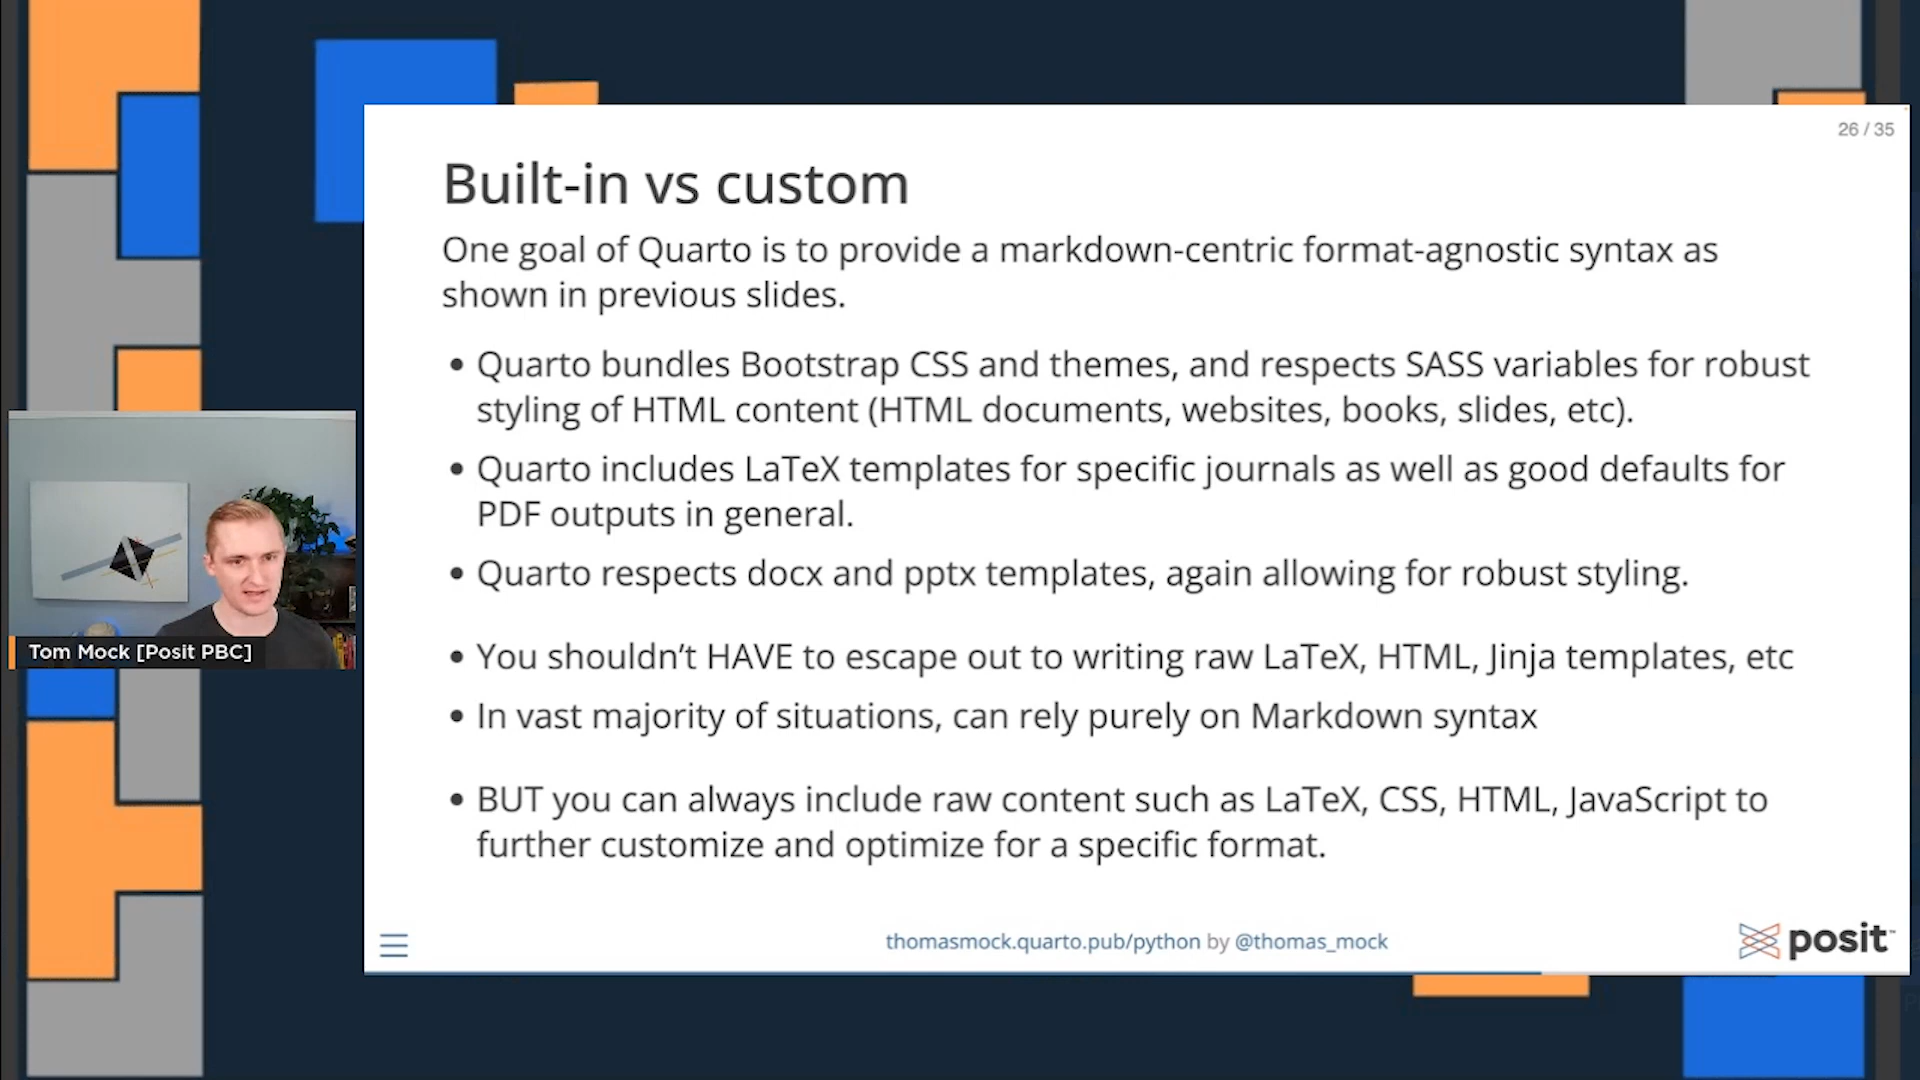 26 / 35
Built-in vs custom
One goal of Quarto is to provide a markdown-centric format-agnostic syntax as
shown in previous slides.
• Quarto bundles Bootstrap CSS and themes, and respects SASS variables for robust
styling of HTML content (HTML documents, websites, books, slides, etc).
• Quarto includes LaTeX templates for specific journals as well as good defaults for
PDF outputs in general.
• Quarto respects docx and pptx templates, again allowing for robust styling.
• You shouldn’t HAVE to escape out to writing raw LaTeX, HTML, Jinja templates, etc
• In vast majority of situations, can rely purely on Markdown syntax
• BUT you can always include raw content such as LaTeX, CSS, HTML, JavaScript to
further customize and optimize for a specific format.
thomasmock.quarto.pub/python by @thomas_mock
posit™
Tom Mock [Posit PBC]